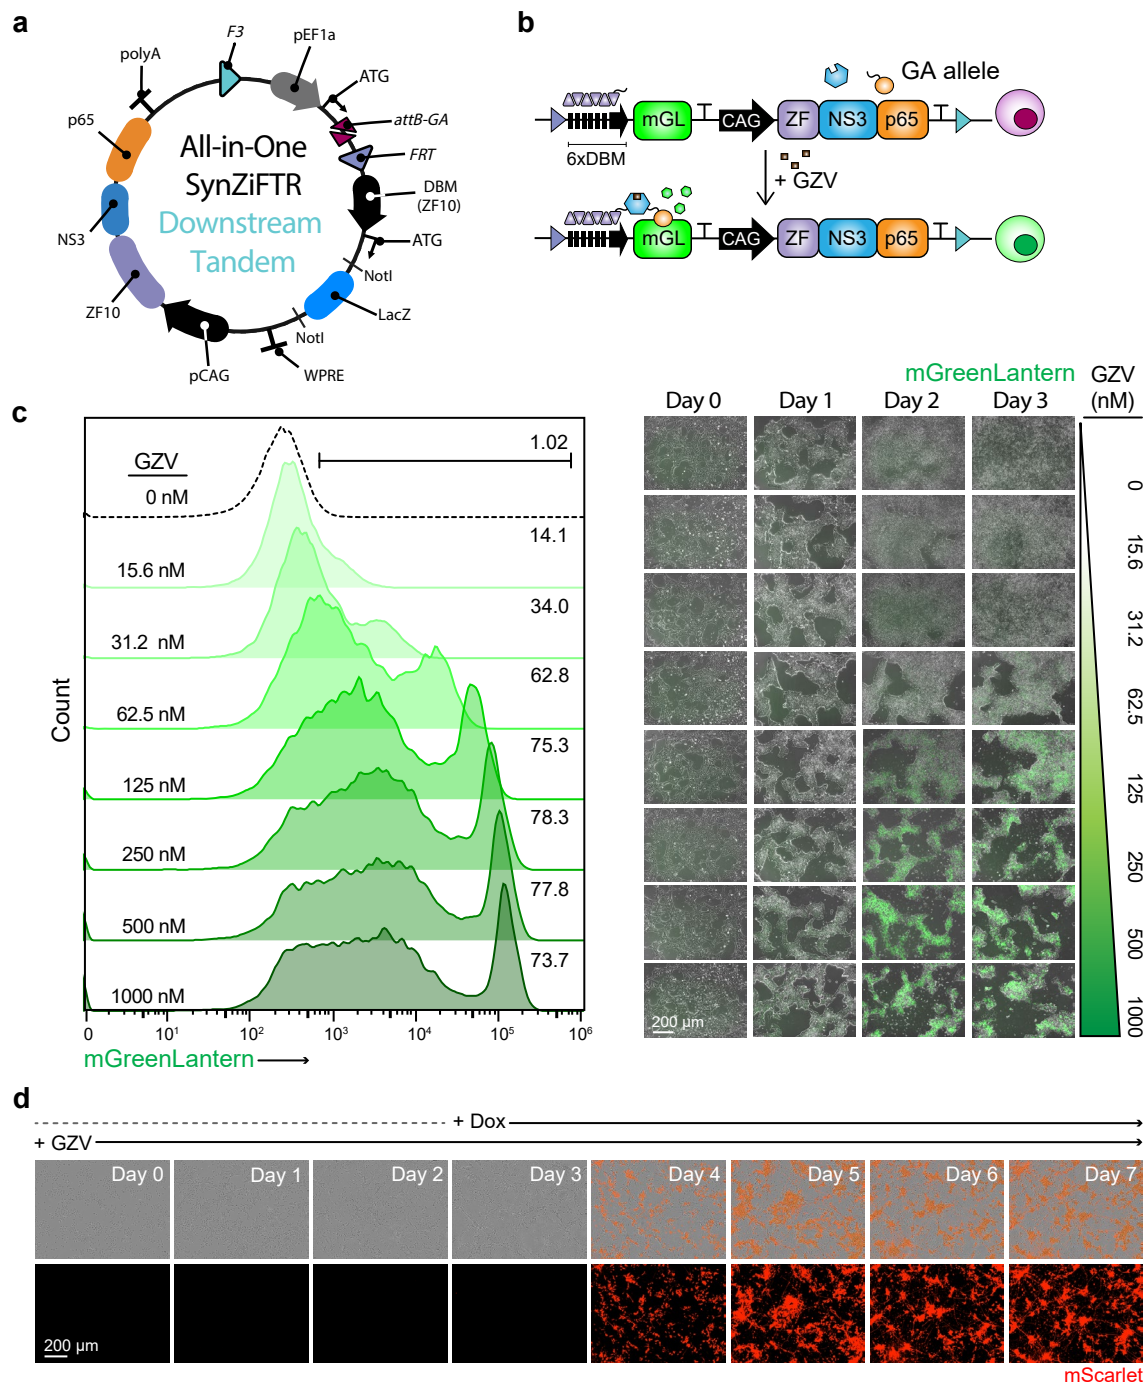 a
F3
pEF1a
polyA
ATG
p65
attB-GA
All-in-One
SynZiFTR
Downstream
Tandem
FRT
DBM
(ZF10)
NS3
ATG
NotI
ZF10
LacZ
NotI
pCAG
WPRE
b
GA allele
mGL
CAG
ZF
NS3
p65
6xDBM
+ GZV
mGL
CAG
ZF
NS3
p65
c
GZV
0 nM
1.02
15.6 nM
14.1
31.2 nM
34.0
62.5 nM
62.8
125 nM
75.3
250 nM
78.3
500 nM
77.8
1000 nM
73.7
Count
0 10¹ 10² 10³ 10⁴ 10⁵ 10⁶
mGreenLantern
mGreenLantern
GZV
(nM)
Day 0 Day 1 Day 2 Day 3
0
15.6
31.2
62.5
125
250
500
1000
200 µm
d
+ Dox
+ GZV
Day 0 Day 1 Day 2 Day 3 Day 4 Day 5 Day 6 Day 7
200 µm
mScarlet